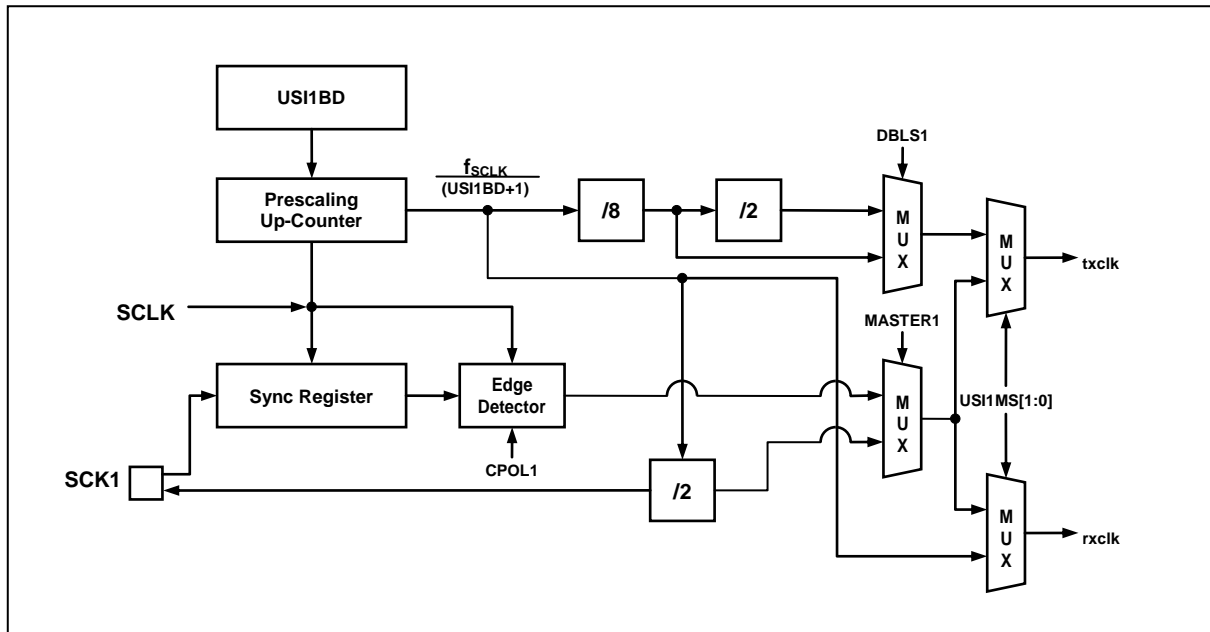 USI1BD
DBLS1
Prescaling
Up-Counter
fSCLK
(USI1BD+1)
/8
/2
M
U
X
M
U
X
txclk
SCLK
MASTER1
Sync Register
Edge
Detector
M
U
X
USI1MS[1:0]
SCK1
CPOL1
/2
M
U
X
rxclk